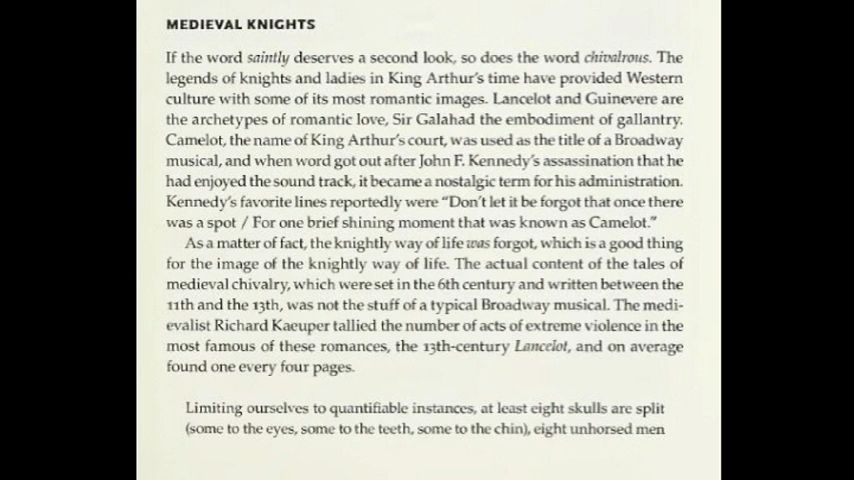 MEDIEVAL KNIGHTS
If the word saintly deserves a second look, so does the word chivalrous. The
legends of knights and ladies in King Arthur's time have provided Western
culture with some of its most romantic images. Lancelot and Guinevere are
the archetypes of romantic love, Sir Galahad the embodiment of gallantry.
Camelot, the name of King Arthur's court, was used as the title of a Broadway
musical, and when word got out after John F. Kennedy's assassination that he
had enjoyed the sound track, it became a nostalgic term for his administration.
Kennedy's favorite lines reportedly were “Don't let it be forgot that once there
was a spot / For one brief shining moment that was known as Camelot.”
As a matter of fact, the knightly way of life was forgot, which is a good thing
for the image of the knightly way of life. The actual content of the tales of
medieval chivalry, which were set in the 6th century and written between the
11th and the 13th, was not the stuff of a typical Broadway musical. The medi-
evalist Richard Kaeuper tallied the number of acts of extreme violence in the
most famous of these romances, the 13th-century Lancelot, and on average
found one every four pages.
Limiting ourselves to quantifiable instances, at least eight skulls are split
(some to the eyes, some to the teeth, some to the chin), eight unhorsed men